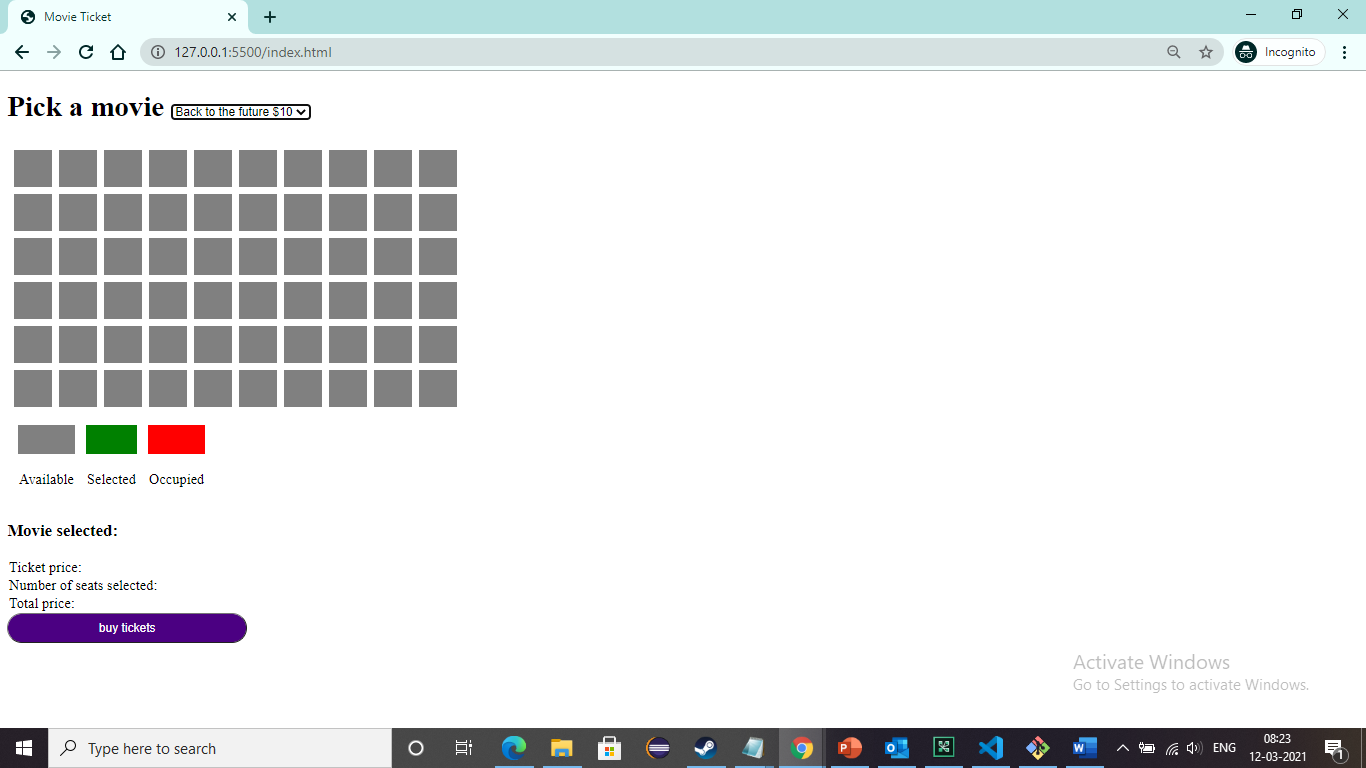 Movie Ticket
127.0.0.1:5500/index.html
Incognito
Pick a movie Back to the future $10
Available Selected Occupied
Movie selected:
Ticket price:
Number of seats selected:
Total price:
buy tickets
Activate Windows
Go to Settings to activate Windows.
Type here to search
ENG
08:23
12-03-2021
1